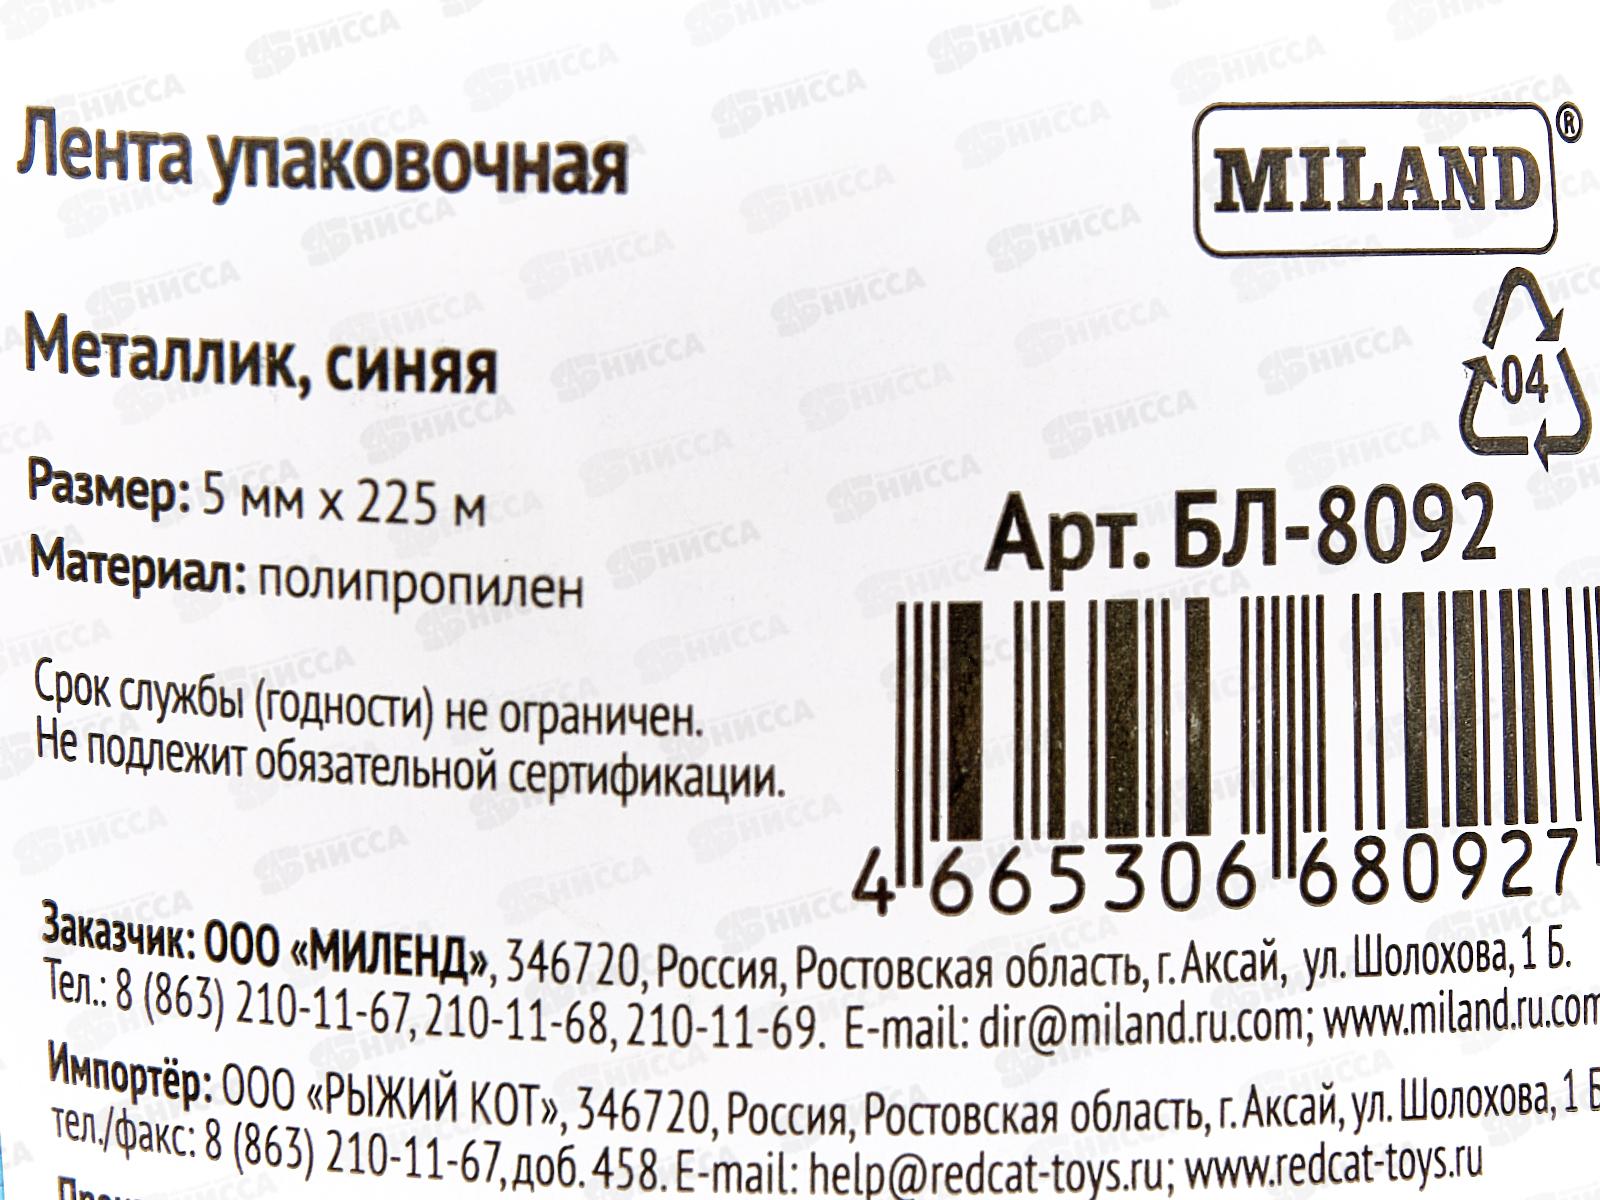 Лента упаковочная
MILAND®
Металлик, синяя
04
Размер: 5 мм х 225 м
Материал: полипропилен
Арт. БЛ-8092
Срок службы (годности) не ограничен.
Не подлежит обязательной сертификации.
4 665306 680927
Заказчик: ООО «МИЛЕНД», 346720, Россия, Ростовская область, г. Аксай, ул. Шолохова, 1 Б.
Тел.: 8 (863) 210-11-67, 210-11-68, 210-11-69. E-mail: dir@miland.ru.com; www.miland.ru.com
Импортёр: ООО «РЫЖИЙ КОТ», 346720, Россия, Ростовская область, г. Аксай, ул. Шолохова, 1 Б
тел./факс: 8 (863) 210-11-67, доб. 458. E-mail: help@redcat-toys.ru; www.redcat-toys.ru
АБНИССА